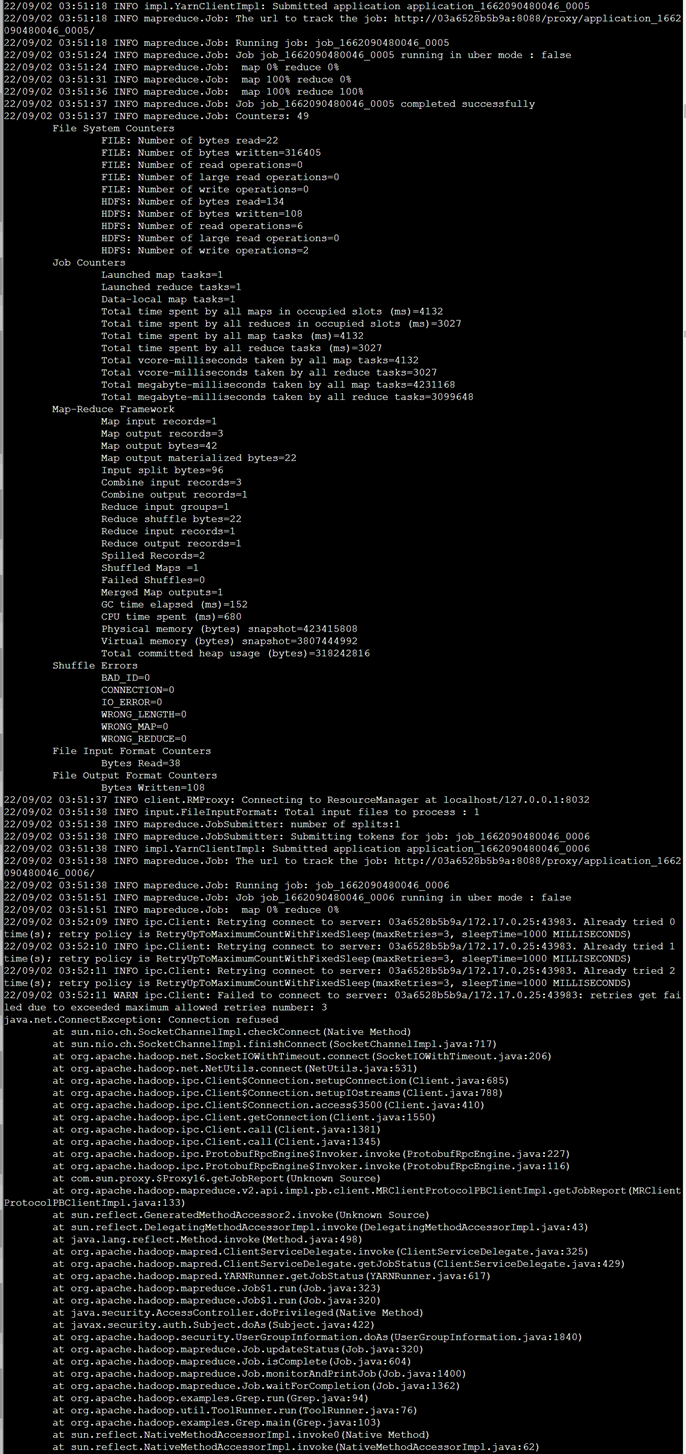 22/09/02 03:51:18 INFO impl.YarnClientImpl: Submitted application application_1662090480046_0005
22/09/02 03:51:18 INFO mapreduce.Job: The url to track the job: http://03a6528b5b9a:8088/proxy/application_1662
090480046_0005/
22/09/02 03:51:18 INFO mapreduce.Job: Running job: job_1662090480046_0005
22/09/02 03:51:24 INFO mapreduce.Job: Job job_1662090480046_0005 running in uber mode : false
22/09/02 03:51:24 INFO mapreduce.Job:  map 0% reduce 0%
22/09/02 03:51:31 INFO mapreduce.Job:  map 100% reduce 0%
22/09/02 03:51:36 INFO mapreduce.Job:  map 100% reduce 100%
22/09/02 03:51:37 INFO mapreduce.Job: Job job_1662090480046_0005 completed successfully
22/09/02 03:51:37 INFO mapreduce.Job: Counters: 49
File System Counters
FILE: Number of bytes read=22
FILE: Number of bytes written=316405
FILE: Number of read operations=0
FILE: Number of large read operations=0
FILE: Number of write operations=0
HDFS: Number of bytes read=134
HDFS: Number of bytes written=108
HDFS: Number of read operations=6
HDFS: Number of large read operations=0
HDFS: Number of write operations=2
Job Counters
Launched map tasks=1
Launched reduce tasks=1
Data-local map tasks=1
Total time spent by all maps in occupied slots (ms)=4132
Total time spent by all reduces in occupied slots (ms)=3027
Total time spent by all map tasks (ms)=4132
Total time spent by all reduce tasks (ms)=3027
Total vcore-milliseconds taken by all map tasks=4132
Total vcore-milliseconds taken by all reduce tasks=3027
Total megabyte-milliseconds taken by all map tasks=4231168
Total megabyte-milliseconds taken by all reduce tasks=3099648
Map-Reduce Framework
Map input records=1
Map output records=3
Map output bytes=42
Map output materialized bytes=22
Input split bytes=96
Combine input records=3
Combine output records=1
Reduce input groups=1
Reduce shuffle bytes=22
Reduce input records=1
Reduce output records=1
Spilled Records=2
Shuffled Maps =1
Failed Shuffles=0
Merged Map outputs=1
GC time elapsed (ms)=152
CPU time spent (ms)=680
Physical memory (bytes) snapshot=423415808
Virtual memory (bytes) snapshot=3807444992
Total committed heap usage (bytes)=318242816
Shuffle Errors
BAD_ID=0
CONNECTION=0
IO_ERROR=0
WRONG_LENGTH=0
WRONG_MAP=0
WRONG_REDUCE=0
File Input Format Counters
Bytes Read=38
File Output Format Counters
Bytes Written=108
22/09/02 03:51:37 INFO client.RMProxy: Connecting to ResourceManager at localhost/127.0.0.1:8032
22/09/02 03:51:38 INFO input.FileInputFormat: Total input files to process : 1
22/09/02 03:51:38 INFO mapreduce.JobSubmitter: number of splits:1
22/09/02 03:51:38 INFO mapreduce.JobSubmitter: Submitting tokens for job: job_1662090480046_0006
22/09/02 03:51:38 INFO impl.YarnClientImpl: Submitted application application_1662090480046_0006
22/09/02 03:51:38 INFO mapreduce.Job: The url to track the job: http://03a6528b5b9a:8088/proxy/application_1662
090480046_0006/
22/09/02 03:51:38 INFO mapreduce.Job: Running job: job_1662090480046_0006
22/09/02 03:51:51 INFO mapreduce.Job: Job job_1662090480046_0006 running in uber mode : false
22/09/02 03:51:51 INFO mapreduce.Job:  map 0% reduce 0%
22/09/02 03:52:09 INFO ipc.Client: Retrying connect to server: 03a6528b5b9a/172.17.0.25:43983. Already tried 0
time(s); retry policy is RetryUpToMaximumCountWithFixedSleep(maxRetries=3, sleepTime=1000 MILLISECONDS)
22/09/02 03:52:10 INFO ipc.Client: Retrying connect to server: 03a6528b5b9a/172.17.0.25:43983. Already tried 1
time(s); retry policy is RetryUpToMaximumCountWithFixedSleep(maxRetries=3, sleepTime=1000 MILLISECONDS)
22/09/02 03:52:11 INFO ipc.Client: Retrying connect to server: 03a6528b5b9a/172.17.0.25:43983. Already tried 2
time(s); retry policy is RetryUpToMaximumCountWithFixedSleep(maxRetries=3, sleepTime=1000 MILLISECONDS)
22/09/02 03:52:11 WARN ipc.Client: Failed to connect to server: 03a6528b5b9a/172.17.0.25:43983: retries get fai
led due to exceeded maximum allowed retries number: 3
java.net.ConnectException: Connection refused
at sun.nio.ch.SocketChannelImpl.checkConnect(Native Method)
at sun.nio.ch.SocketChannelImpl.finishConnect(SocketChannelImpl.java:717)
at org.apache.hadoop.net.SocketIOWithTimeout.connect(SocketIOWithTimeout.java:206)
at org.apache.hadoop.net.NetUtils.connect(NetUtils.java:531)
at org.apache.hadoop.ipc.Client$Connection.setupConnection(Client.java:685)
at org.apache.hadoop.ipc.Client$Connection.setupIOstreams(Client.java:788)
at org.apache.hadoop.ipc.Client$Connection.access$3500(Client.java:410)
at org.apache.hadoop.ipc.Client.getConnection(Client.java:1550)
at org.apache.hadoop.ipc.Client.call(Client.java:1381)
at org.apache.hadoop.ipc.Client.call(Client.java:1345)
at org.apache.hadoop.ipc.ProtobufRpcEngine$Invoker.invoke(ProtobufRpcEngine.java:227)
at org.apache.hadoop.ipc.ProtobufRpcEngine$Invoker.invoke(ProtobufRpcEngine.java:116)
at com.sun.proxy.$Proxy16.getJobReport(Unknown Source)
at org.apache.hadoop.mapreduce.v2.api.impl.pb.client.MRClientProtocolPBClientImpl.getJobReport(MRClient
ProtocolPBClientImpl.java:133)
at sun.reflect.GeneratedMethodAccessor2.invoke(Unknown Source)
at sun.reflect.DelegatingMethodAccessorImpl.invoke(DelegatingMethodAccessorImpl.java:43)
at java.lang.reflect.Method.invoke(Method.java:498)
at org.apache.hadoop.mapred.ClientServiceDelegate.invoke(ClientServiceDelegate.java:325)
at org.apache.hadoop.mapred.ClientServiceDelegate.getJobStatus(ClientServiceDelegate.java:429)
at org.apache.hadoop.mapred.YARNRunner.getJobStatus(YARNRunner.java:617)
at org.apache.hadoop.mapreduce.Job$1.run(Job.java:323)
at org.apache.hadoop.mapreduce.Job$1.run(Job.java:320)
at java.security.AccessController.doPrivileged(Native Method)
at javax.security.auth.Subject.doAs(Subject.java:422)
at org.apache.hadoop.security.UserGroupInformation.doAs(UserGroupInformation.java:1840)
at org.apache.hadoop.mapreduce.Job.updateStatus(Job.java:320)
at org.apache.hadoop.mapreduce.Job.isComplete(Job.java:604)
at org.apache.hadoop.mapreduce.Job.monitorAndPrintJob(Job.java:1400)
at org.apache.hadoop.mapreduce.Job.waitForCompletion(Job.java:1362)
at org.apache.hadoop.examples.Grep.run(Grep.java:94)
at org.apache.hadoop.util.ToolRunner.run(ToolRunner.java:76)
at org.apache.hadoop.examples.Grep.main(Grep.java:103)
at sun.reflect.NativeMethodAccessorImpl.invoke0(Native Method)
at sun.reflect.NativeMethodAccessorImpl.invoke(NativeMethodAccessorImpl.java:62)